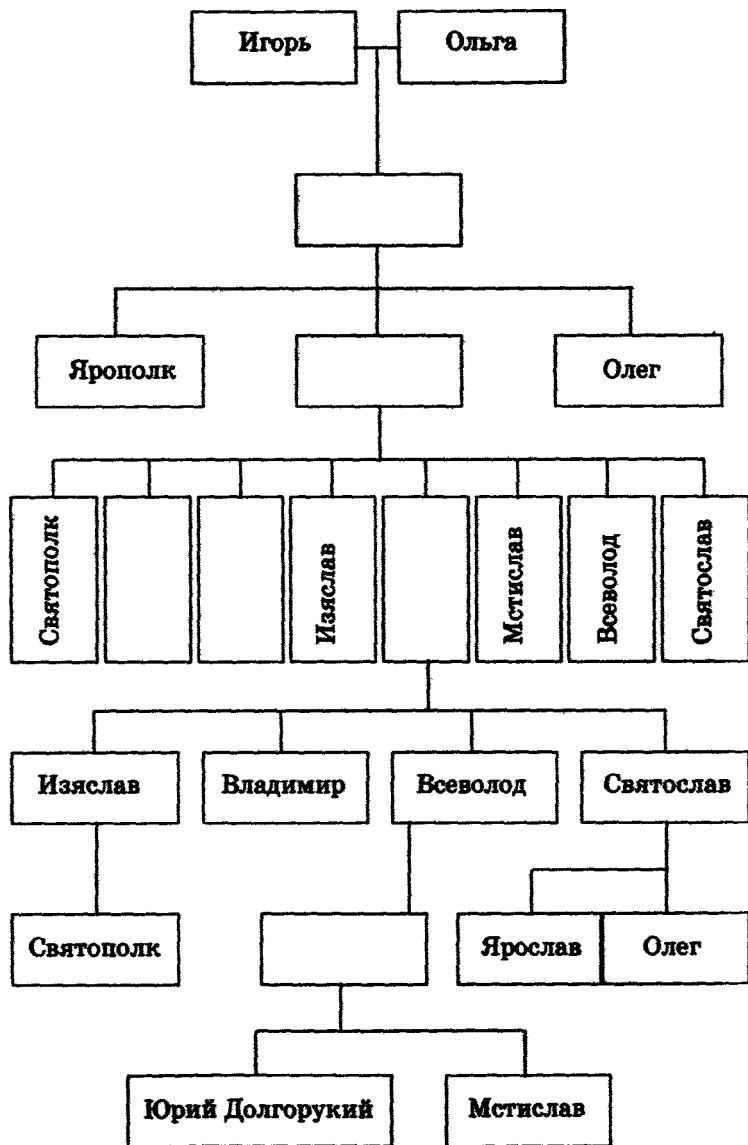 Игорь
Ольга
Ярополк
Олег
Святополк
Изяслав
Мстислав
Всеволод
Святослав
Изяслав
Владимир
Всеволод
Святослав
Святополк
Ярослав
Олег
Юрий Долгорукий
Мстислав